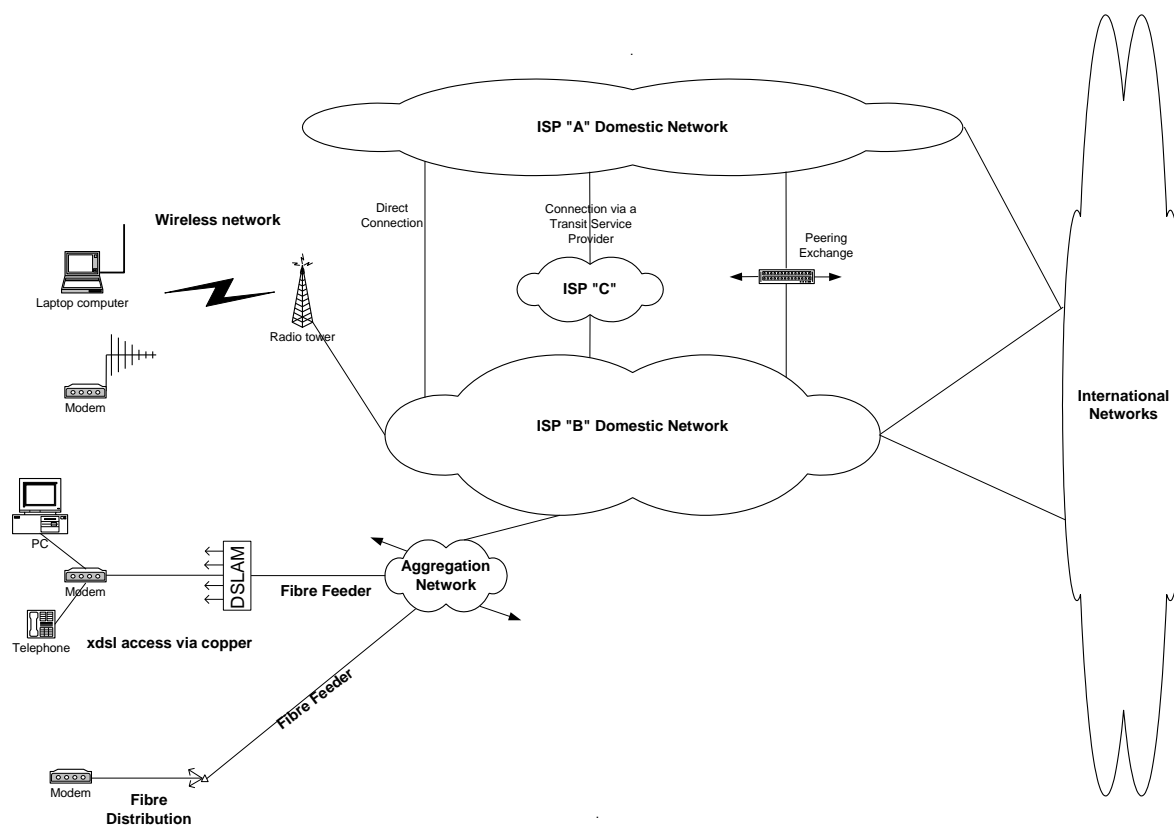 ISP "A" Domestic Network
Wireless network
Direct
Connection
Connection via a
Transit Service
Provider
Peering
Exchange
Laptop computer
ISP "C"
Radio tower
Modem
International
Networks
ISP "B" Domestic Network
PC
DSLAM
Aggregation
Network
Modem
Fibre Feeder
Telephone
xdsl access via copper
Fibre Feeder
Modem
Fibre
Distribution